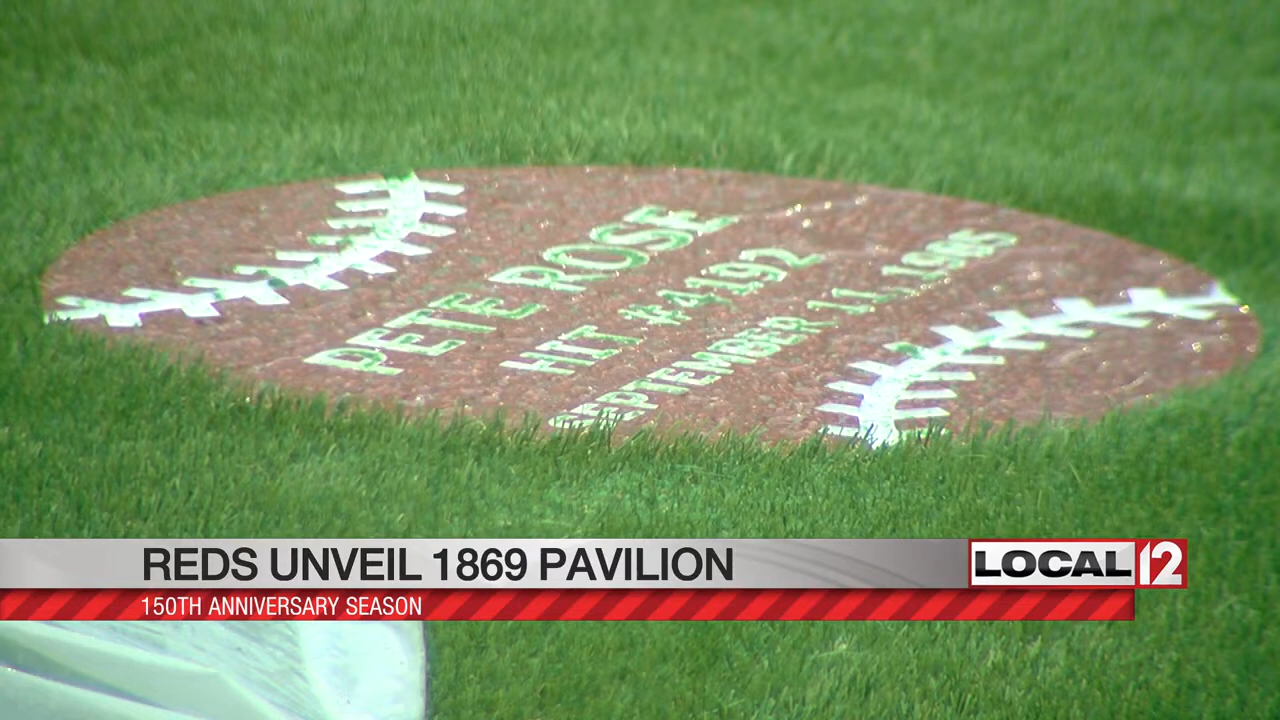 PETE ROSE
HIT #4192
SEPTEMBER 11, 1985
REDS UNVEIL 1869 PAVILION
150TH ANNIVERSARY SEASON
LOCAL 12